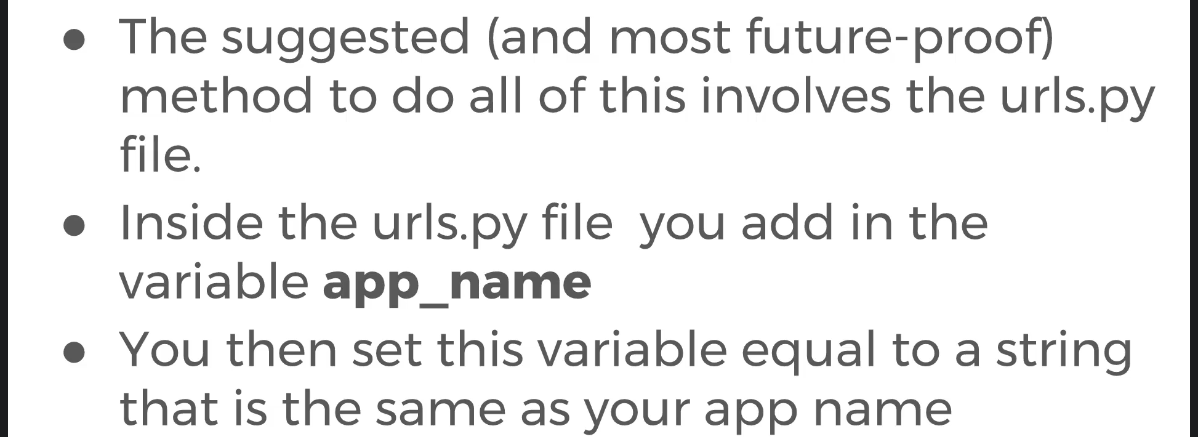 ● The suggested (and most future-proof)
method to do all of this involves the urls.py
file.
● Inside the urls.py file  you add in the
variable app_name
● You then set this variable equal to a string
that is the same as your app name